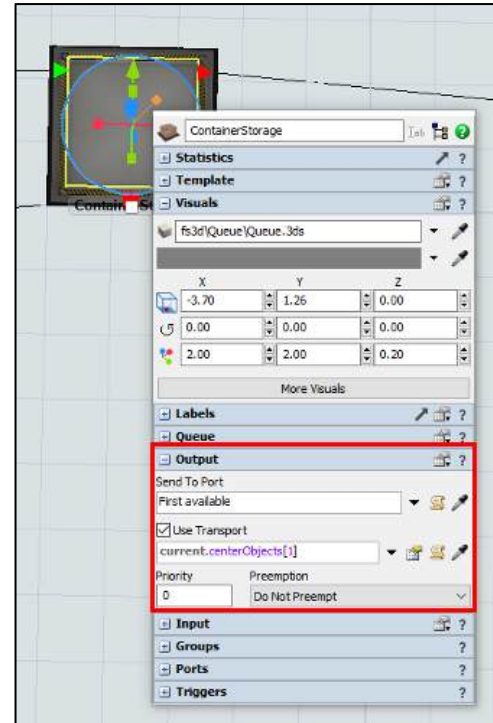 ContainerStorage
Statistics
?
Template
?
Visuals
?
fs3d\Queue\Queue.3ds
X Y Z
-3.70 1.26 0.00
0.00 0.00 0.00
2.00 2.00 0.20
More Visuals
Labels
?
Queue
?
Output
?
Send To Port
First available
Use Transport
current.centerObjects[1]
Priority Preemption
0 Do Not Preempt
Input
?
Groups
?
Ports
?
Triggers
?